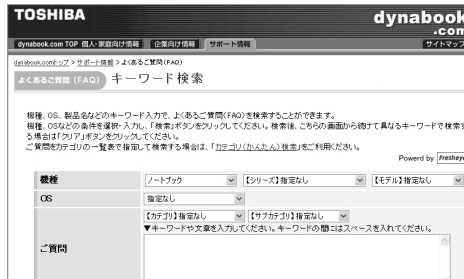 TOSHIBA
dynabook
.com
dynabook.com TOP 個人・家庭向け情報 企業向け情報 サポート情報 サイトマップ
dynabook.comトップ > サポート情報 > よくあるご質問(FAQ)
よくあるご質問 (FAQ) キーワード検索
機種、OS、製品名などのキーワード入力で、よくあるご質問(FAQ)を検索することができます。
機種、OSなどの条件を選択・入力し、「検索」ボタンをクリックしてください。検索後、こちらの画面から続けて異なるキーワードで検索す
る場合は「クリア」ボタンをクリックしてください。
ご質問をカテゴリの一覧表で指定して検索する場合は、「カテゴリ(かんたん)検索」をご利用ください。
Powerd by Fresheye
機種 ノートブック 【シリーズ】指定なし 【モデル】指定なし
OS 指定なし
【カテゴリ】指定なし 【サブカテゴリ】指定なし
▼キーワードや文章を入力してください。キーワードの間にはスペースを入れてください。
ご質問